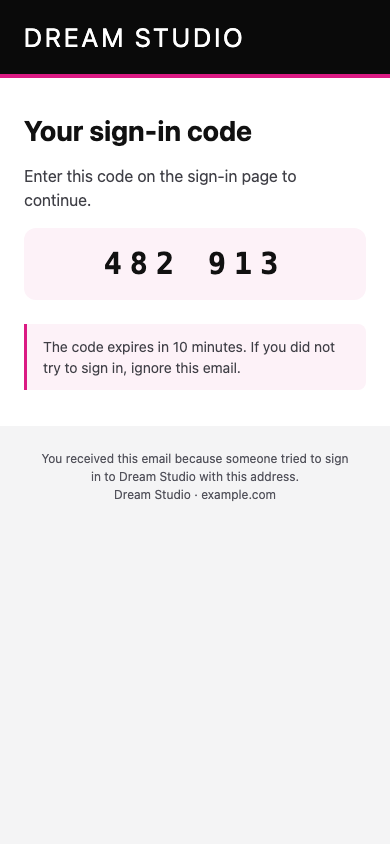 DREAM STUDIO
Your sign-in code
Enter this code on the sign-in page to
continue.
482 913
The code expires in 10 minutes. If you did not
try to sign in, ignore this email.
You received this email because someone tried to sign
in to Dream Studio with this address.
Dream Studio · example.com